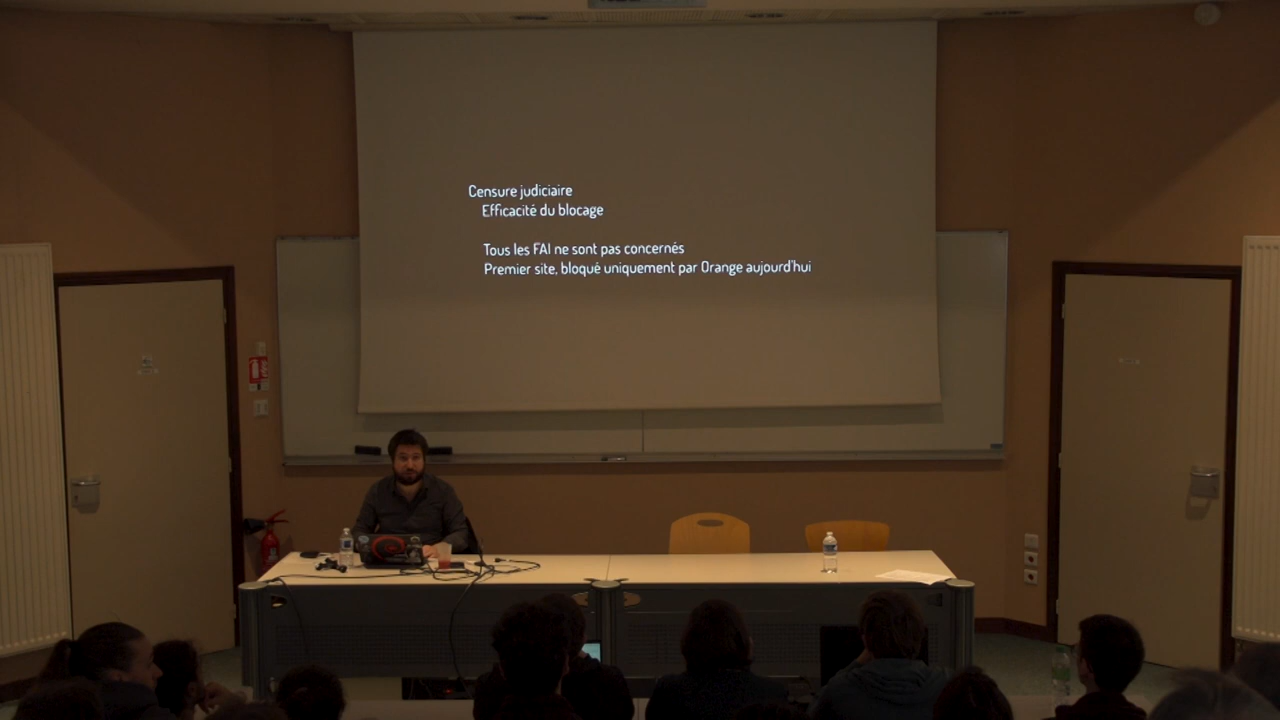 Censure judiciaire
Efficacité du blocage
Tous les FAI ne sont pas concernés
Premier site, bloqué uniquement par Orange aujourd'hui